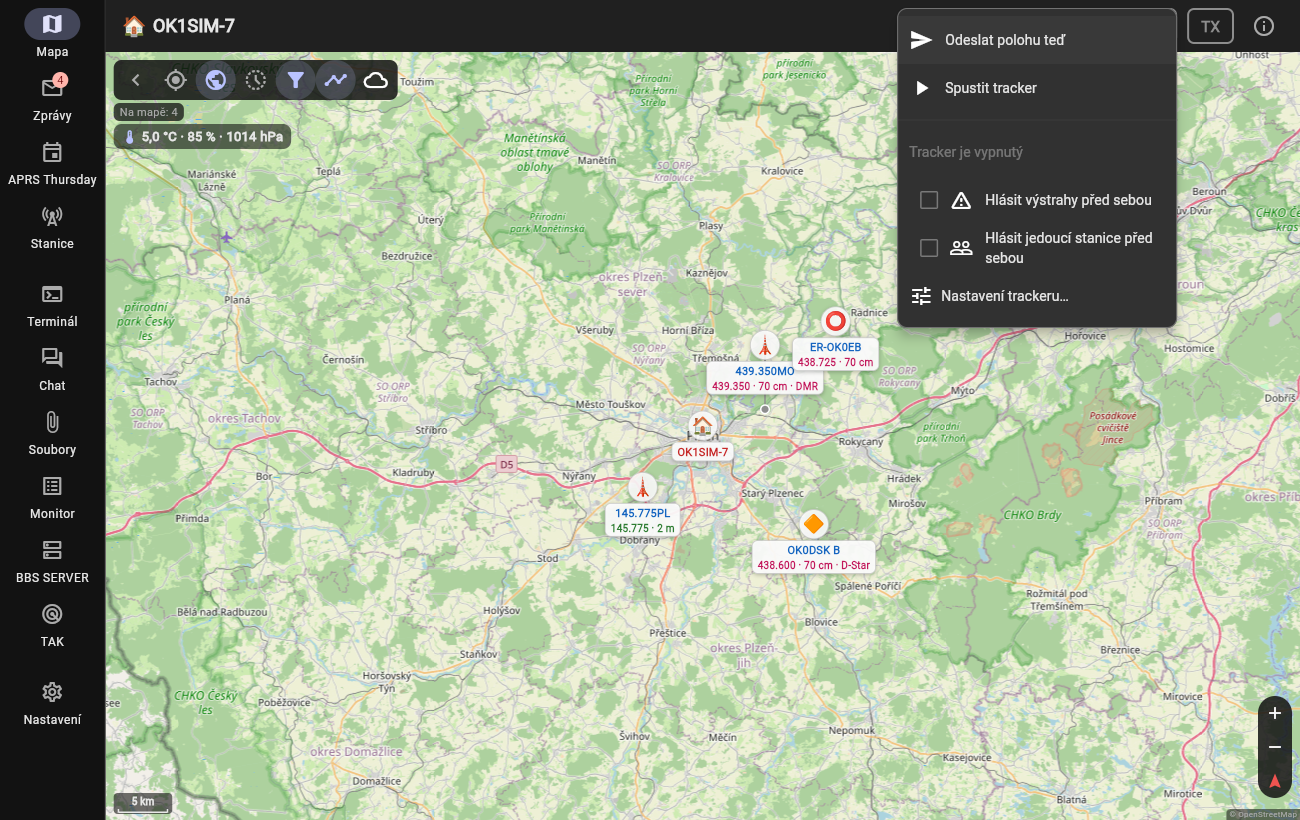 Mapa
4
Zprávy
APRS Thursday
Stanice
Terminál
Chat
Soubory
Monitor
BBS SERVER
TAK
Nastavení
OK1SIM-7
TX
Odeslat polohu teď
Spustit tracker
Tracker je vypnutý
Hlásit výstrahy před sebou
Hlásit jedoucí stanice před
sebou
Nastavení trackeru…
Na mapě: 4
5,0 °C · 85 % · 1014 hPa
Toužim
Přírodní
park Horní
Střela
přírodní
park Jesenicko
Unhošť
Manětínská
oblast tmavé
oblohy
Manětín
SO ORP
Kralovice
Kralovice
Mariánské
Lázně
Teplá
Beroun
Úterý
Přírodní
park Manětínská
Plasy
Bezdružice
Kaznějov
okres Plzeň-
sever
Planá
přírodní
park Český
les
Všeruby
Horní Bříza
Radnice
ER-OK0EB
438.725 · 70 cm
Hořovice
Hostomice
Černošín
SO ORP
Nýřany
Třemošná
439.350MO
439.350 · 70 cm · DMR
SO ORP
Rokycany
Tachov
SO ORP
Stříbro
Mýto
Dobříš
SO ORP
Tachov
okres Tachov
Město Touškov
Posádkové
cvičiště
Jince
Stříbro
OK1SIM-7
Rokycany
přírodní
park Trhoň
D5
Bor
Kladruby
Nýřany
Starý Plzenec
Hrádek
Mirošov
Příbram
SO ORP
Příbram
Přimda
145.775PL
145.775 · 2 m
Dobřany
CHKO Brdy
OK0DSK B
438.600 · 70 cm · D-Star
Stod
Spálené Poříčí
Rožmitál pod
Třemšínem
Bělá nad Radbuzou
Holýšov
Blovice
Přeštice
okres Plzeň-
jih
Březnice
Staňkov
Horšovský
Týn
CHKO Český
les
Poběžovice
Mirovice
Švihov
Měčín
Nepomuk
okres Domažlice
Kasejovice
Domažlice
Blatná
Mirotice
5 km
© OpenStreetMap